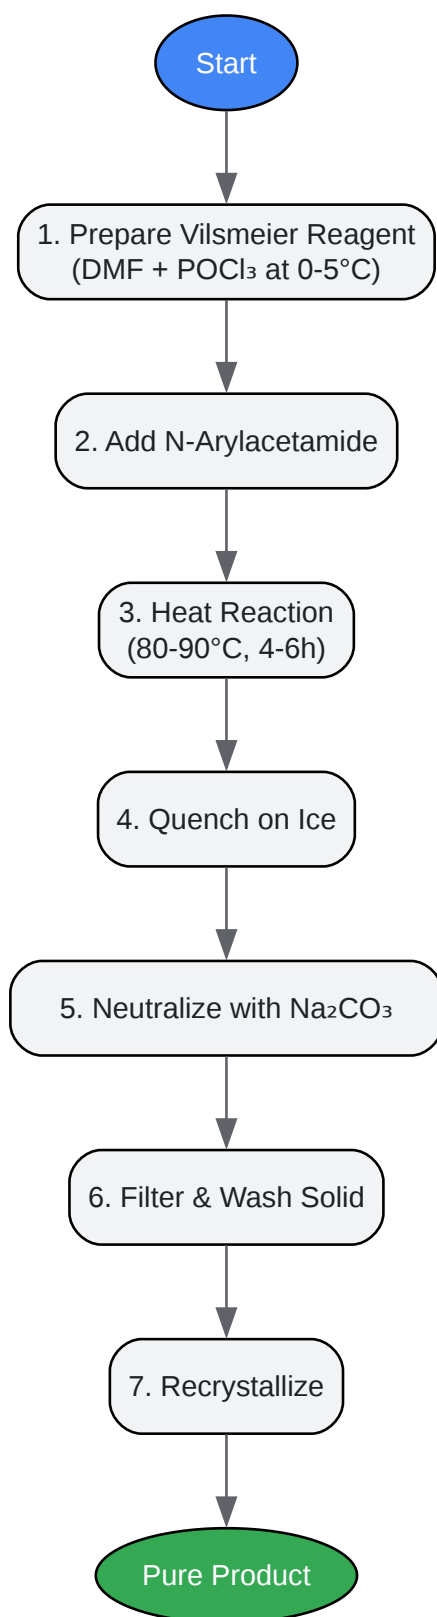 Start
1. Prepare Vilsmeier Reagent
(DMF + POCl₃ at 0-5°C)
2. Add N-Arylacetamide
3. Heat Reaction
(80-90°C, 4-6h)
4. Quench on Ice
5. Neutralize with Na₂CO₃
6. Filter & Wash Solid
7. Recrystallize
Pure Product